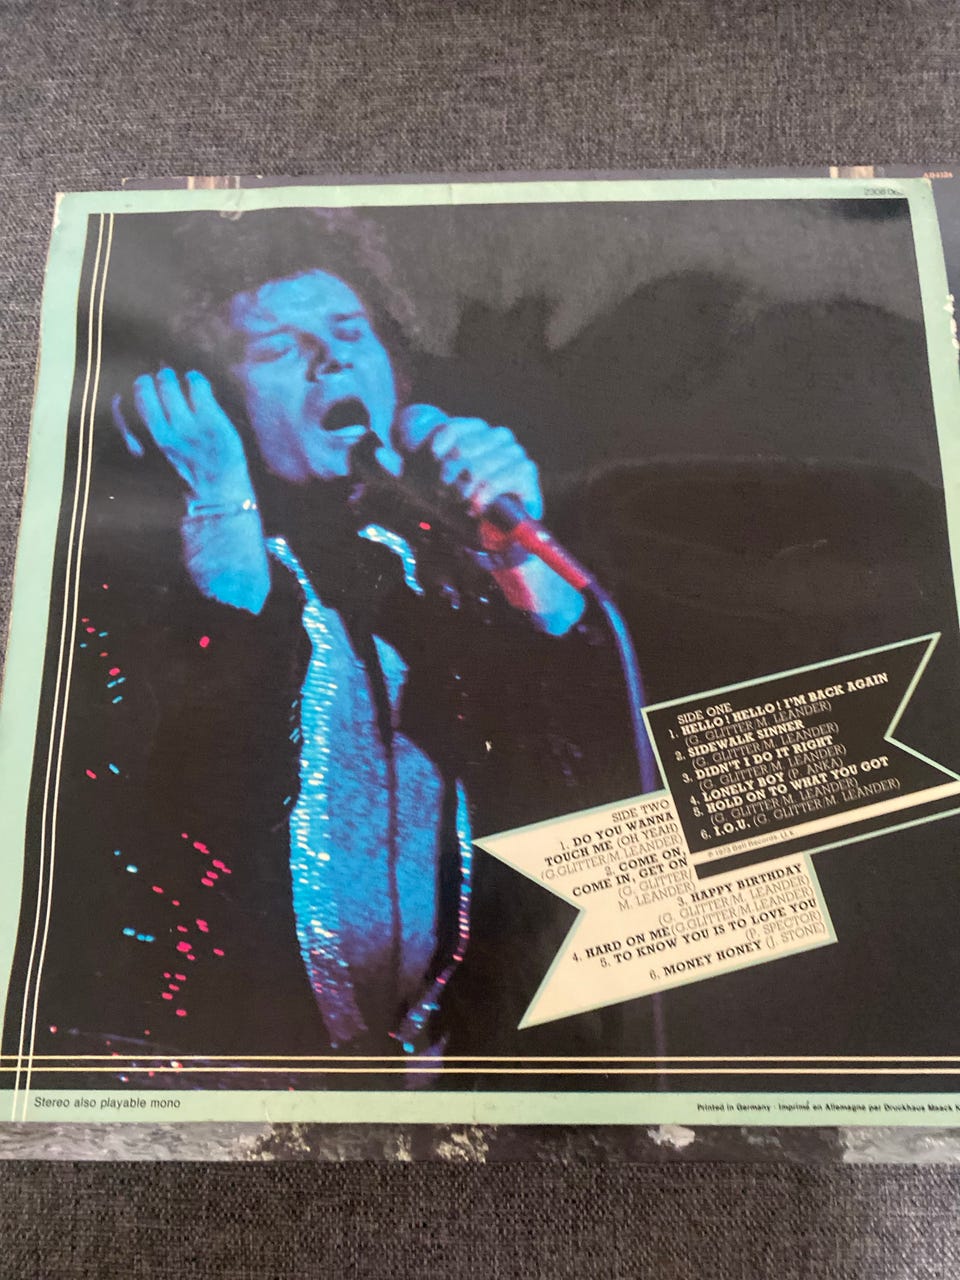 2308 06
SIDE ONE
1. HELLO! HELLO! I'M BACK AGAIN
(G. GLITTER/M. LEANDER)
2. SIDEWALK SINNER
(G. GLITTER/M. LEANDER)
3. DIDN'T I DO IT RIGHT
(G. GLITTER/M. LEANDER)
4. LONELY BOY (P. ANKA)
5. HOLD ON TO WHAT YOU GOT
(G. GLITTER/M. LEANDER)
6. I.O.U. (G. GLITTER/M. LEANDER)
℗ 1973 Bell Records, U.K.
SIDE TWO
1. DO YOU WANNA
TOUCH ME (OH YEAH)
(G.GLITTER/M. LEANDER)
2. COME ON,
COME IN, GET ON
(G. GLITTER/
M. LEANDER)
3. HAPPY BIRTHDAY
(G. GLITTER/M. LEANDER)
4. HARD ON ME (G.GLITTER/M.LEANDER)
5. TO KNOW YOU IS TO LOVE YOU
(P. SPECTOR)
6. MONEY HONEY (J. STONE)
Stereo also playable mono
Printed in Germany · Imprimé en Allemagne par Druckhaus Maack K